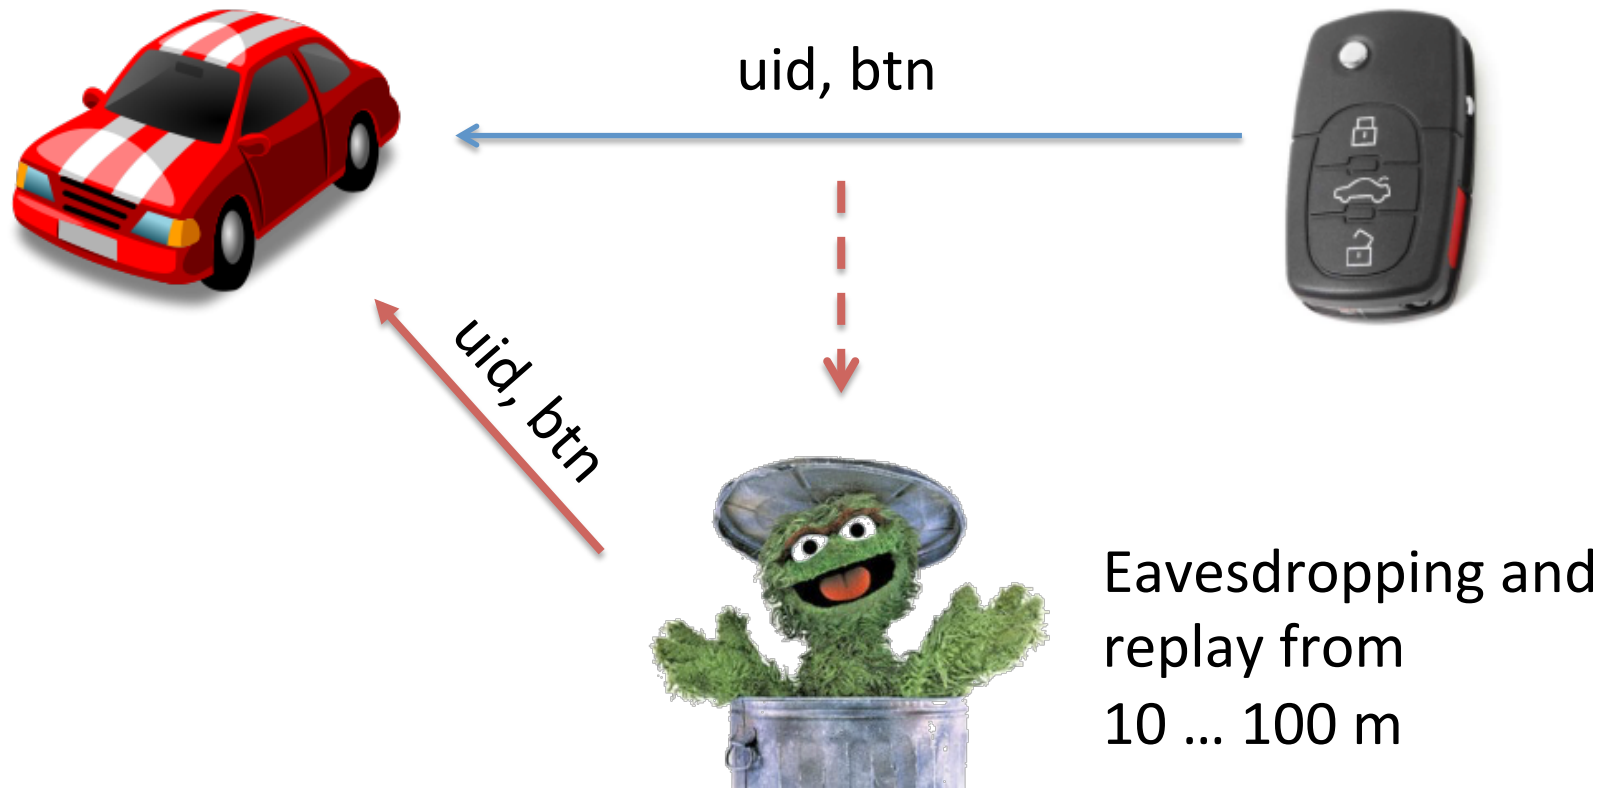 uid, btn
uid, btn
Eavesdropping and
replay from
10 ... 100 m